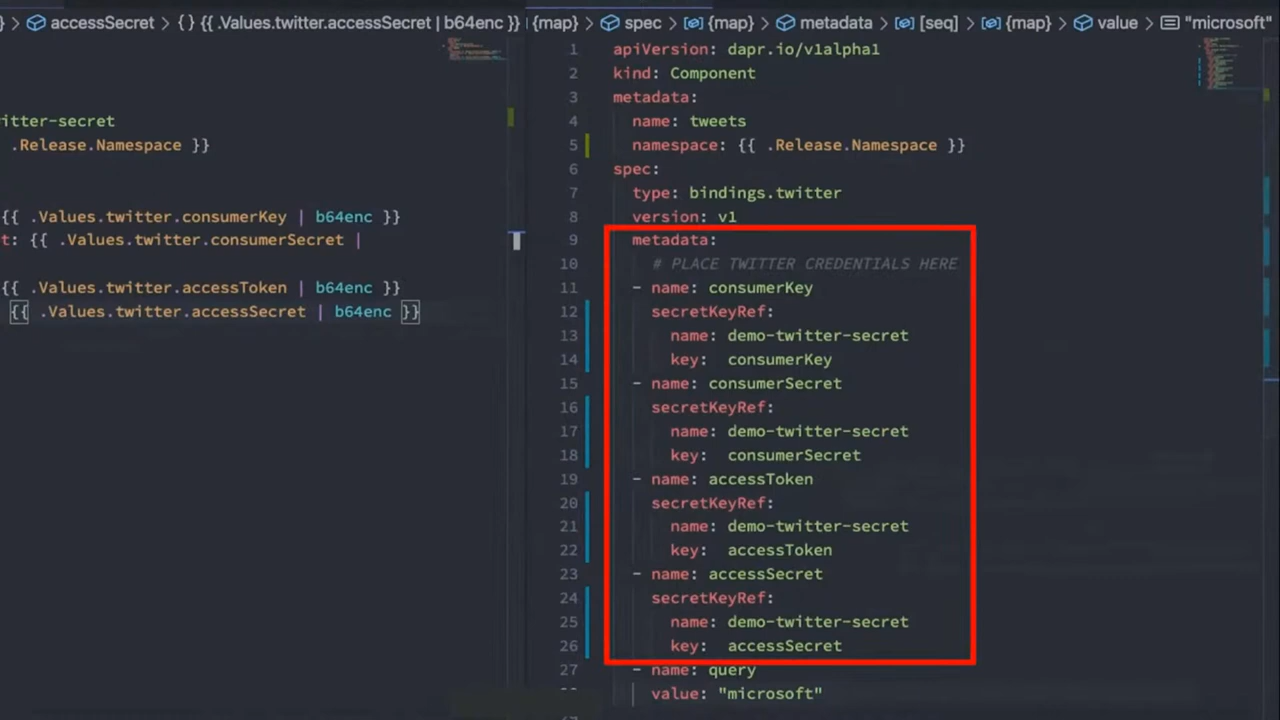 } > accessSecret > { } {{ .Values.twitter.accessSecret | b64enc }}
itter-secret
.Release.Namespace }}
{{ .Values.twitter.consumerKey | b64enc }}
t: {{ .Values.twitter.consumerSecret |
{{ .Values.twitter.accessToken | b64enc }}
{{ .Values.twitter.accessSecret | b64enc }}
{map} > spec > {map} > metadata > [seq] > {map} > value > "microsoft"
1 apiVersion: dapr.io/v1alpha1
2 kind: Component
3 metadata:
4 name: tweets
5 namespace: {{ .Release.Namespace }}
6 spec:
7 type: bindings.twitter
8 version: v1
9 metadata:
10 # PLACE TWITTER CREDENTIALS HERE
11 - name: consumerKey
12 secretKeyRef:
13 name: demo-twitter-secret
14 key: consumerKey
15 - name: consumerSecret
16 secretKeyRef:
17 name: demo-twitter-secret
18 key: consumerSecret
19 - name: accessToken
20 secretKeyRef:
21 name: demo-twitter-secret
22 key: accessToken
23 - name: accessSecret
24 secretKeyRef:
25 name: demo-twitter-secret
26 key: accessSecret
27 - name: query
value: "microsoft"